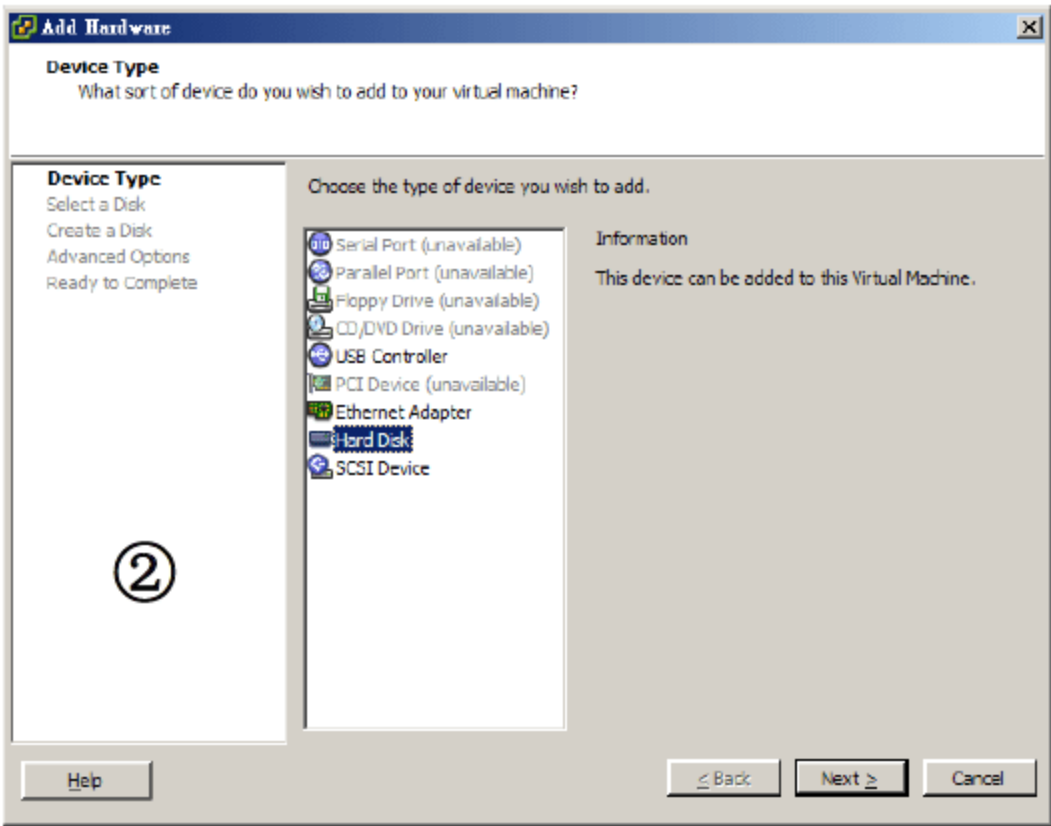 Add Hardware
Device Type
What sort of device do you wish to add to your virtual machine?
Device Type
Select a Disk
Create a Disk
Advanced Options
Ready to Complete
②
Choose the type of device you wish to add.
Serial Port (unavailable)
Parallel Port (unavailable)
Floppy Drive (unavailable)
CD/DVD Drive (unavailable)
USB Controller
PCI Device (unavailable)
Ethernet Adapter
Hard Disk
SCSI Device
Information
This device can be added to this Virtual Machine.
Help
< Back
Next >
Cancel